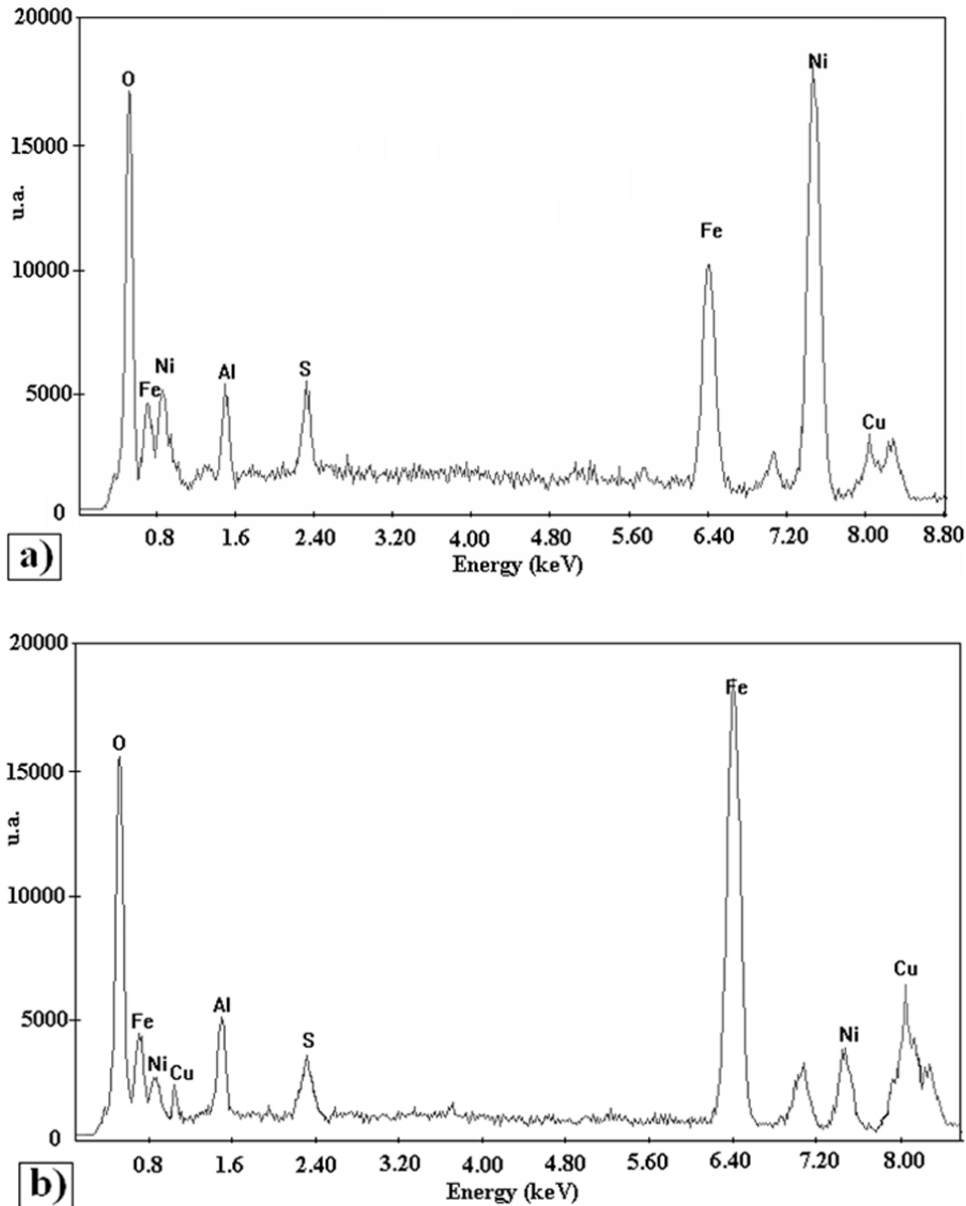 20000
O
Ni
15000
u.a.
Fe
10000
Ni
Al
S
5000
Fe
Cu
0
0.8 1.6 2.40 3.20 4.00 4.80 5.60 6.40 7.20 8.00 8.80
a)
Energy (keV)
20000
Fe
O
15000
u.a.
10000
Cu
5000
Fe
Al
Ni
Cu
S
Ni
0
0.8 1.6 2.40 3.20 4.00 4.80 5.60 6.40 7.20 8.00
b)
Energy (keV)